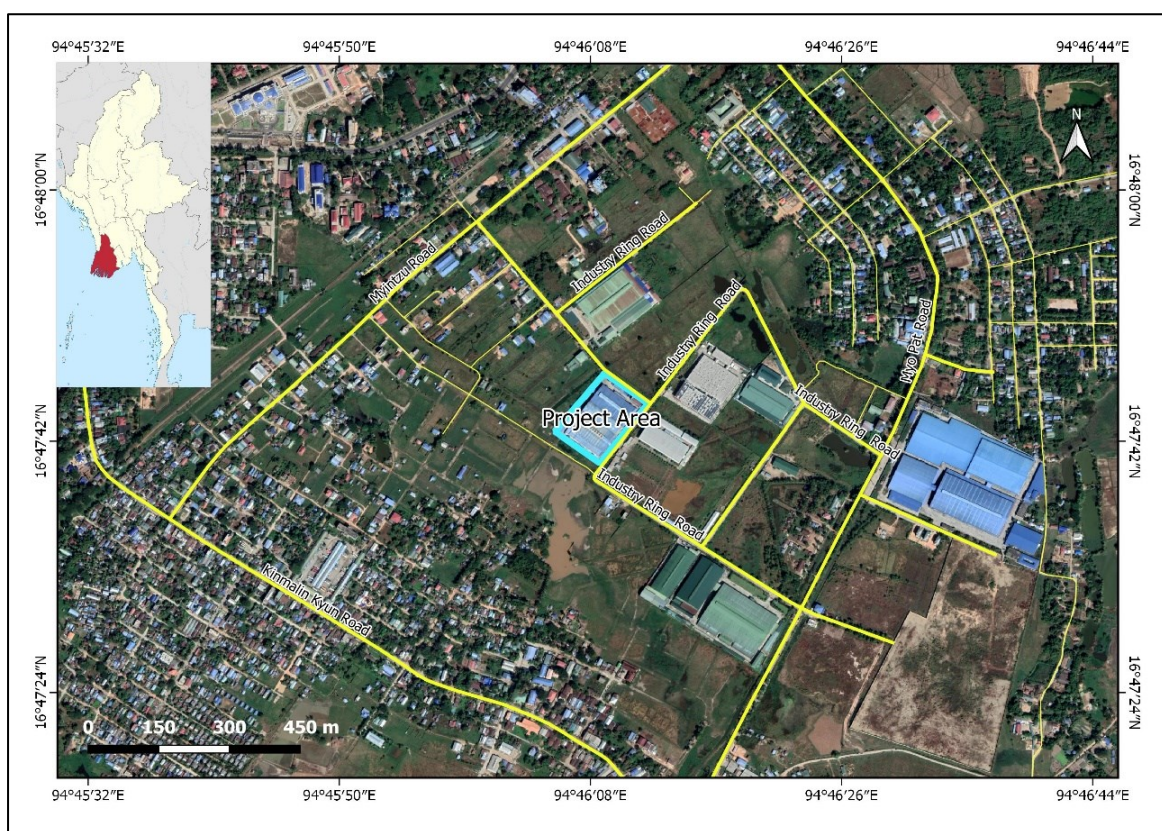 94°45'32"E
94°45'50"E
94°46'08"E
94°46'26"E
94°46'44"E
N
16°48'00"N
16°48'00"N
Industry Ring Road
Myintzu Road
Industry Ring Road
Myo Pat Road
Project Area
Industry Ring Road
16°47'42"N
16°47'42"N
Industry Ring Road
Kinmalin Kyun Road
16°47'24"N
16°47'24"N
0 150 300 450 m
94°45'32"E
94°45'50"E
94°46'08"E
94°46'26"E
94°46'44"E